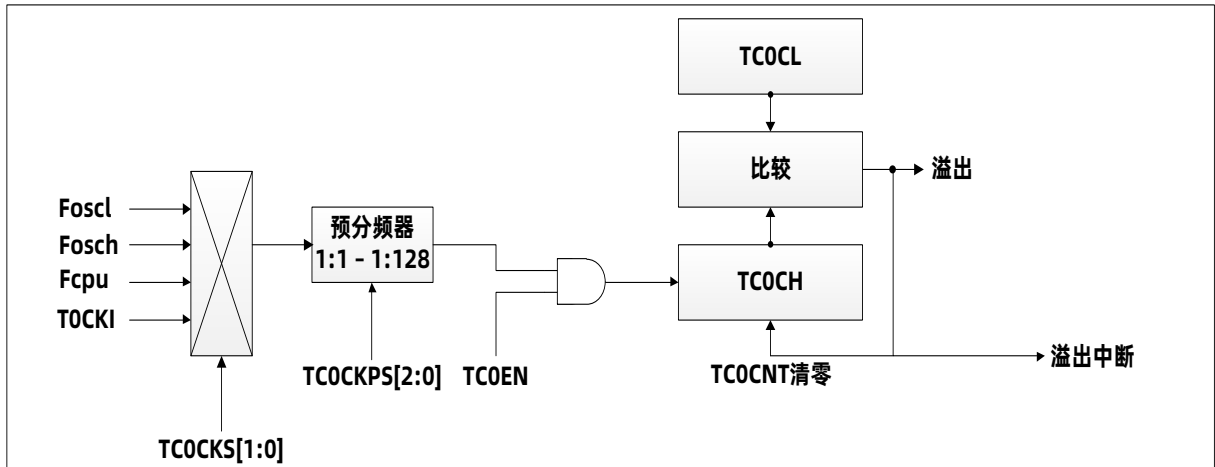 TC0CL
比较
溢出
Foscl
Fosch
Fcpu
T0CKI
预分频器
1:1 - 1:128
TC0CH
TC0CKPS[2:0]
TC0EN
TC0CNT清零
溢出中断
TC0CKS[1:0]